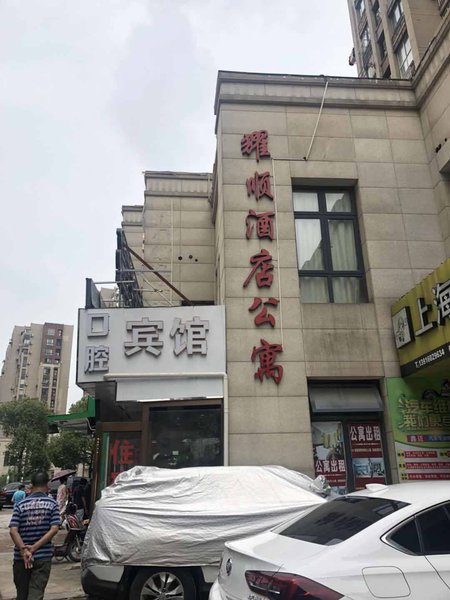 耀顺酒店公寓
口腔
宾馆
住
公寓出租
公寓出租
上海